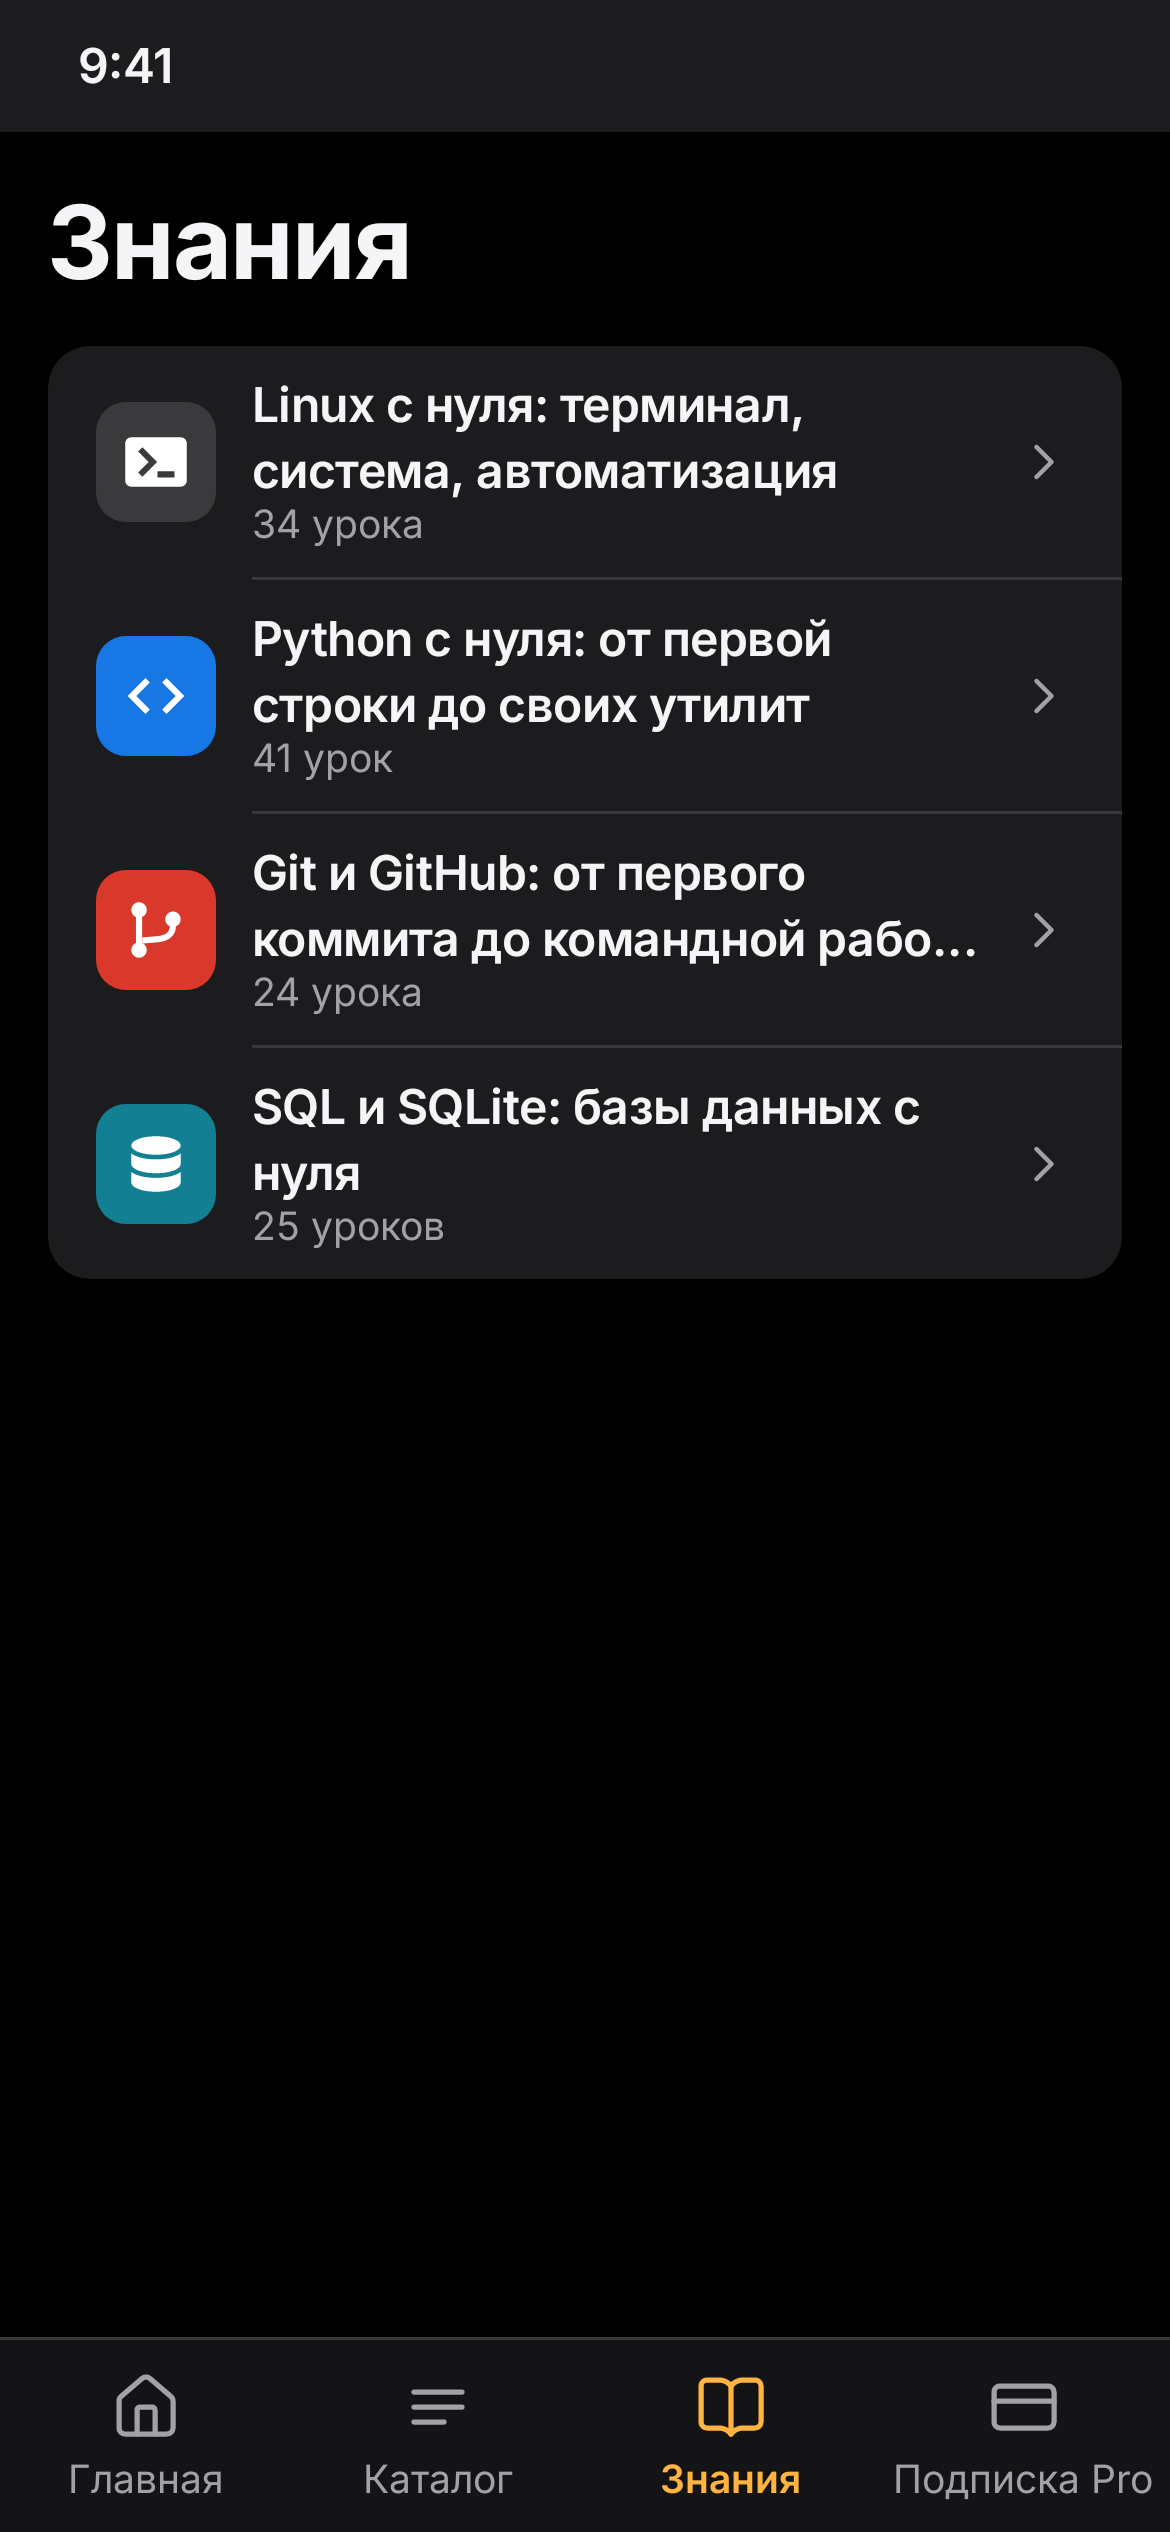 9:41
Знания
Linux с нуля: терминал,
система, автоматизация
34 урока
Python с нуля: от первой
строки до своих утилит
41 урок
Git и GitHub: от первого
коммита до командной рабо...
24 урока
SQL и SQLite: базы данных с
нуля
25 уроков
Главная
Каталог
Знания
Подписка Pro